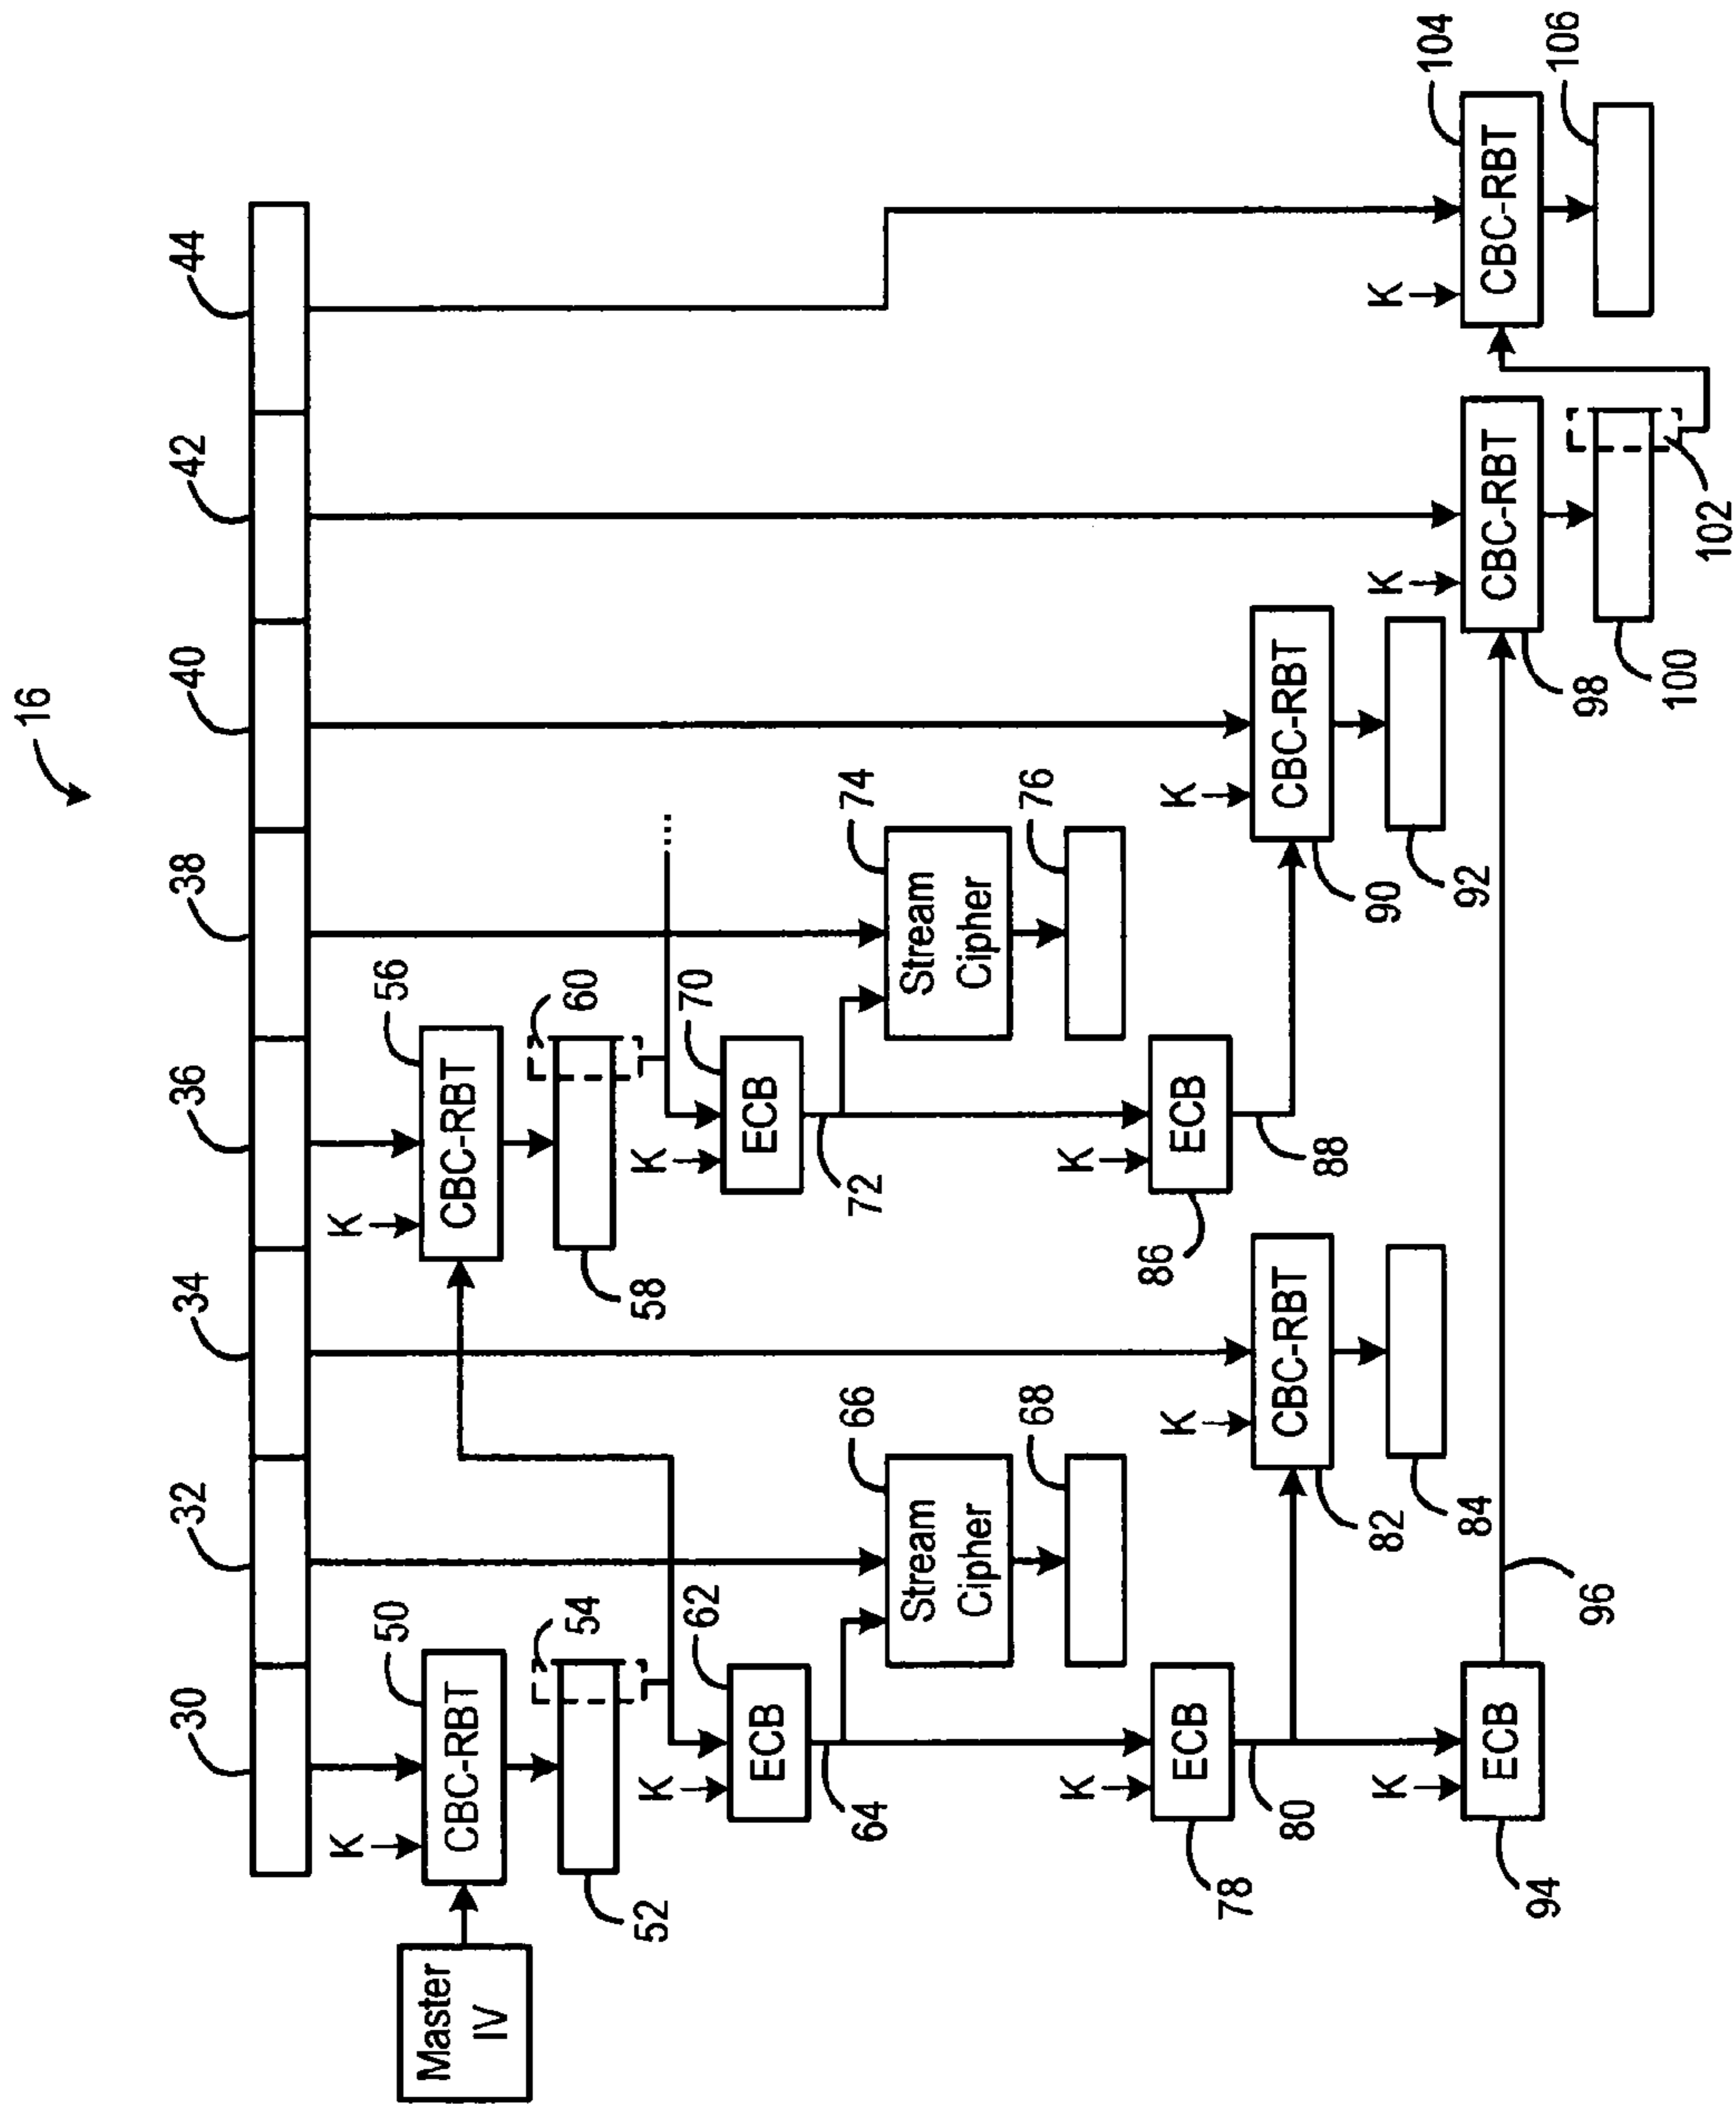 16
30
32
34
36
38
40
42
44
Master
IV
K
CBC-RBT
50
52
54
K
CBC-RBT
56
58
60
...
K
ECB
62
64
Stream
Cipher
66
68
K
ECB
70
72
Stream
Cipher
74
76
K
ECB
78
80
K
CBC-RBT
82
84
K
ECB
86
88
K
CBC-RBT
90
92
K
ECB
94
96
K
CBC-RBT
98
100
102
K
CBC-RBT
104
106